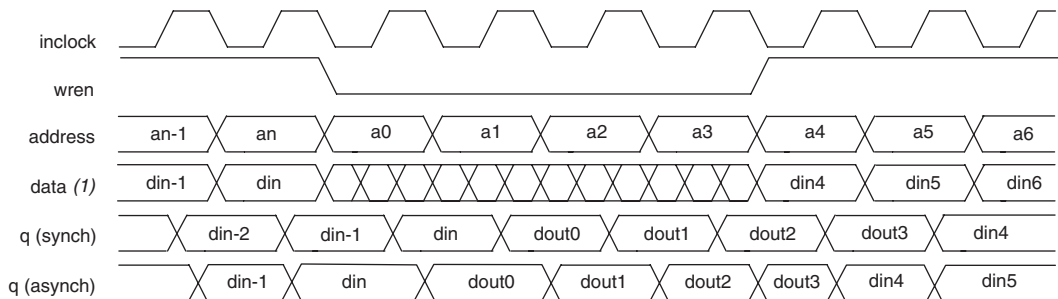 inclock
wren
address an-1 an a0 a1 a2 a3 a4 a5 a6
data (1) din-1 din din4 din5 din6
q (synch) din-2 din-1 din dout0 dout1 dout2 dout3 din4
q (asynch) din-1 din dout0 dout1 dout2 dout3 din4 din5